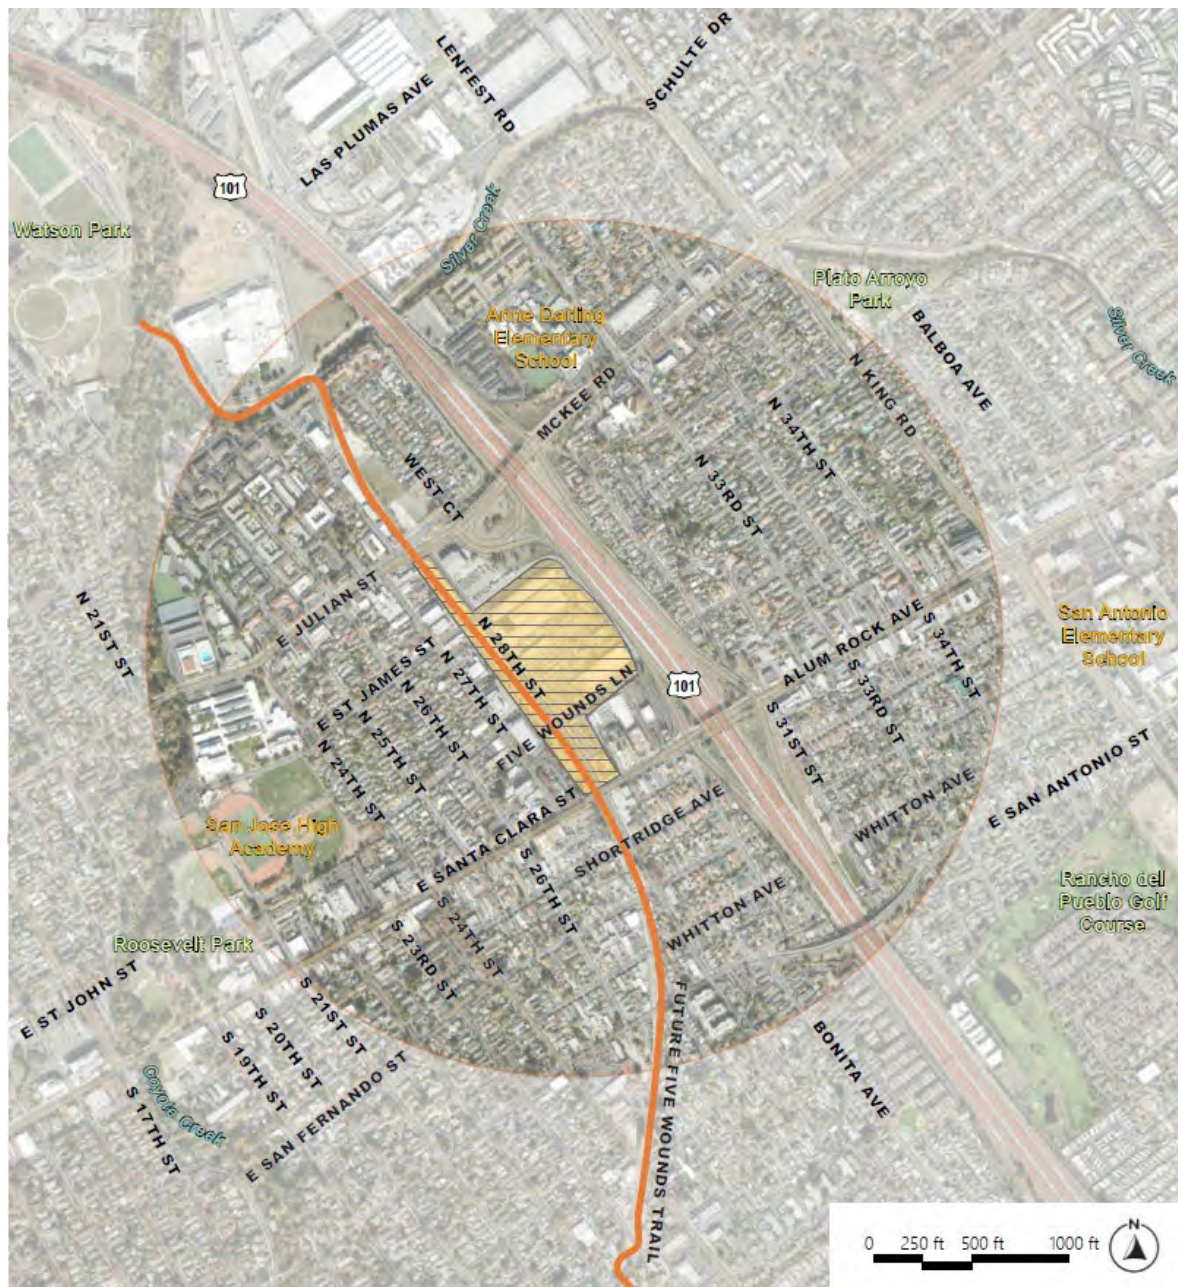 LENFEST RD
SCHULTE DR
LAS PLUMAS AVE
101
Watson Park
Silver Creek
Plato Arroyo
Park
Anne Darling
Elementary
School
BALBOA AVE
Silver Creek
N KING RD
MCKEE RD
N 34TH ST
WEST CT
N 33RD ST
N 21ST ST
E JULIAN ST
E ST JAMES ST
N 28TH ST
N 27TH ST
N 26TH ST
N 25TH ST
N 24TH ST
FIVE WOUNDS LN
101
ALUM ROCK AVE
S 34TH ST
S 33RD ST
S 31ST ST
San Antonio
Elementary
School
San Jose High
Academy
E SANTA CLARA ST
SHORTRIDGE AVE
WHITTON AVE
E SAN ANTONIO ST
S 26TH ST
S 24TH ST
S 23RD ST
WHITTON AVE
Rancho del
Pueblo Golf
Course
Roosevelt Park
E ST JOHN ST
S 21ST ST
S 20TH ST
S 19TH ST
S 17TH ST
Coyote Creek
E SAN FERNANDO ST
FUTURE FIVE WOUNDS TRAIL
BONITA AVE
0 250 ft 500 ft 1000 ft
N